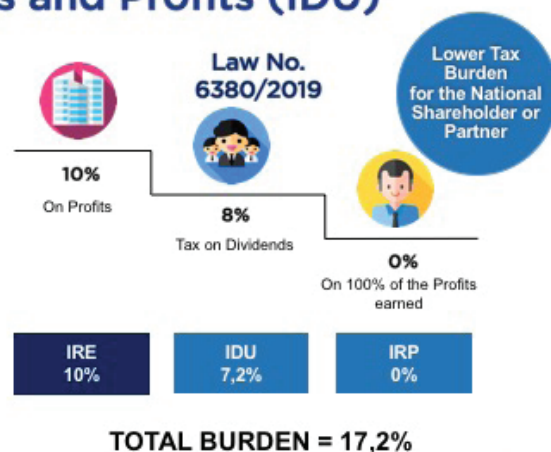 s and Profits (IDU)
Law No.
6380/2019
Lower Tax
Burden
for the National
Shareholder or
Partner
10%
On Profits
8%
Tax on Dividends
0%
On 100% of the Profits
earned
IRE
10%
IDU
7,2%
IRP
0%
TOTAL BURDEN = 17,2%